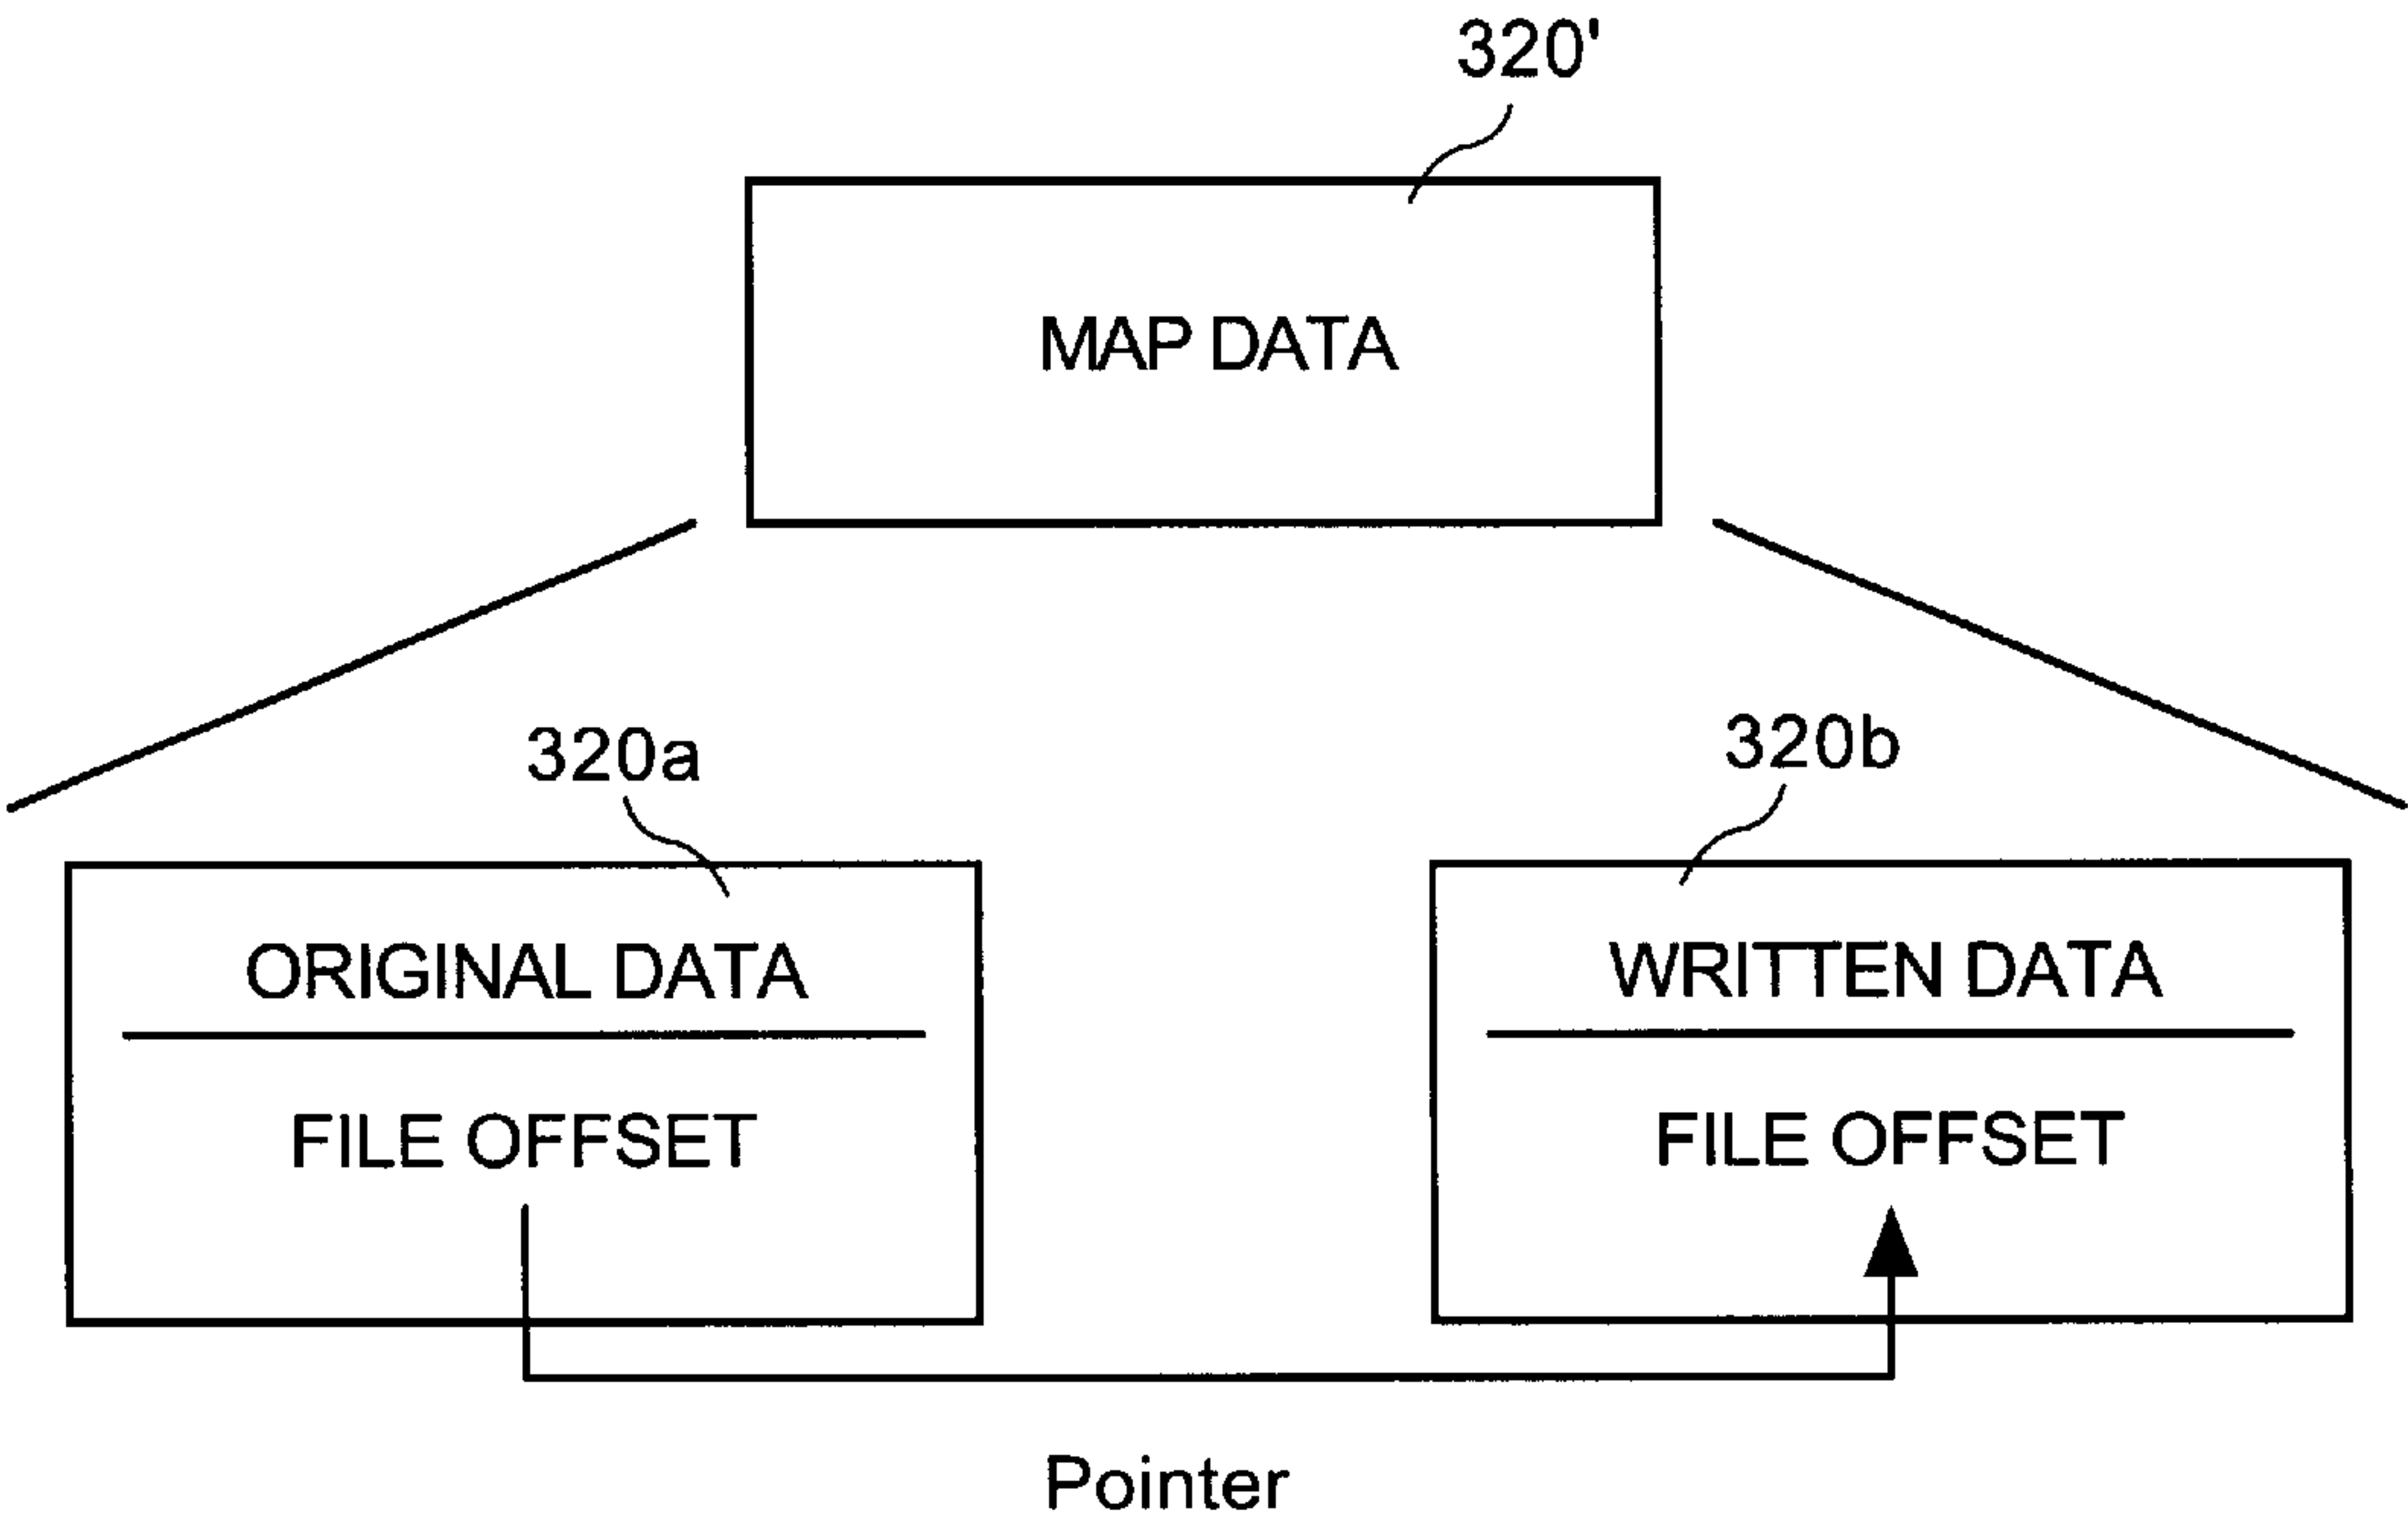 320'
MAP DATA
320a
320b
ORIGINAL DATA
FILE OFFSET
WRITTEN DATA
FILE OFFSET
Pointer